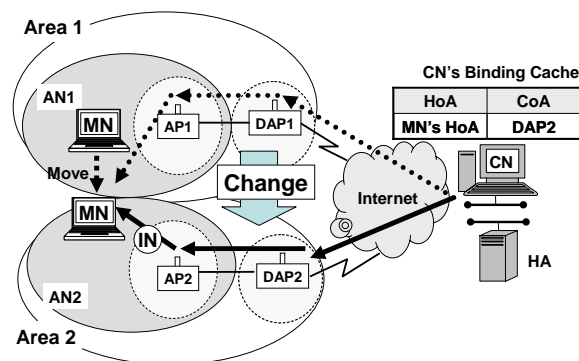 Area 1
CN's Binding Cache
AN1
HoA CoA
MN
MN's HoA DAP2
AP1
DAP1
CN
Move
Change
Internet
MN
IN
HA
AP2
DAP2
AN2
Area 2